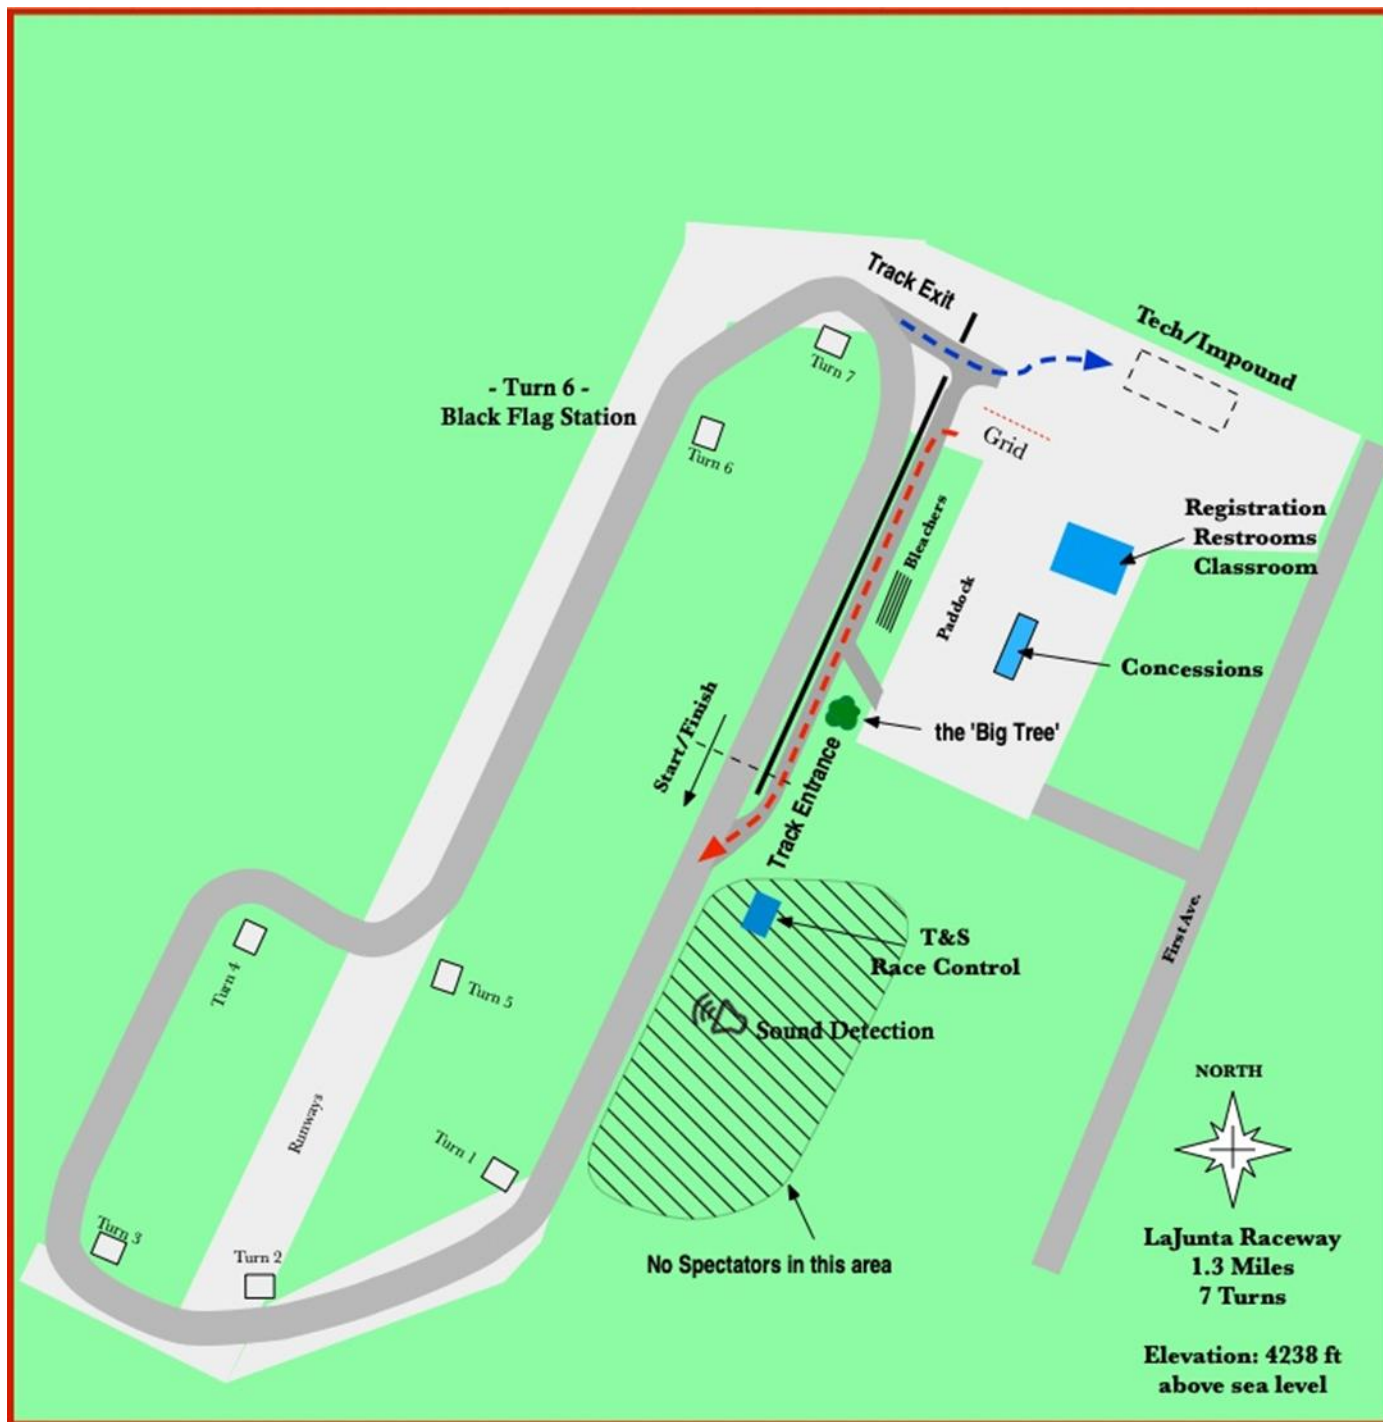 Track Exit
Tech/Impound
- Turn 6 -
Black Flag Station
Turn 7
Turn 6
Grid
Bleachers
Registration
Restrooms
Classroom
Paddock
Concessions
Start/Finish
the 'Big Tree'
Track Entrance
First Ave.
T&S
Race Control
Turn 4
Turn 5
Sound Detection
NORTH
Runways
Turn 1
Turn 3
Turn 2
No Spectators in this area
LaJunta Raceway
1.3 Miles
7 Turns
Elevation: 4238 ft
above sea level